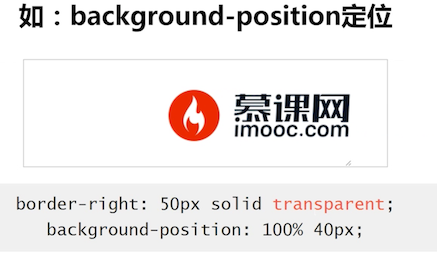 如：background-position定位
慕课网
imooc.com
border-right: 50px solid transparent;
background-position: 100% 40px;